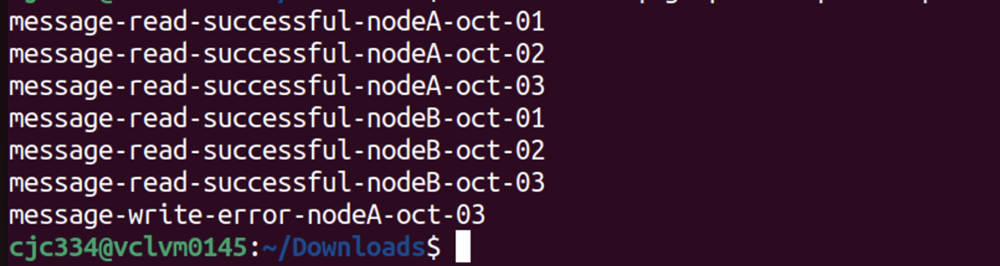 message-read-successful-nodeA-oct-01
message-read-successful-nodeA-oct-02
message-read-successful-nodeA-oct-03
message-read-successful-nodeB-oct-01
message-read-successful-nodeB-oct-02
message-read-successful-nodeB-oct-03
message-write-error-nodeA-oct-03
cjc334@vclvm0145:~/Downloads$